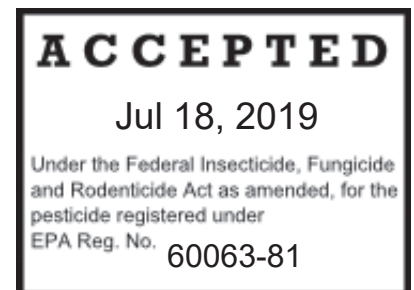 ACCEPTED
Jul 18, 2019
Under the Federal Insecticide, Fungicide
and Rodenticide Act as amended, for the
pesticide registered under
EPA Reg. No. 60063-81